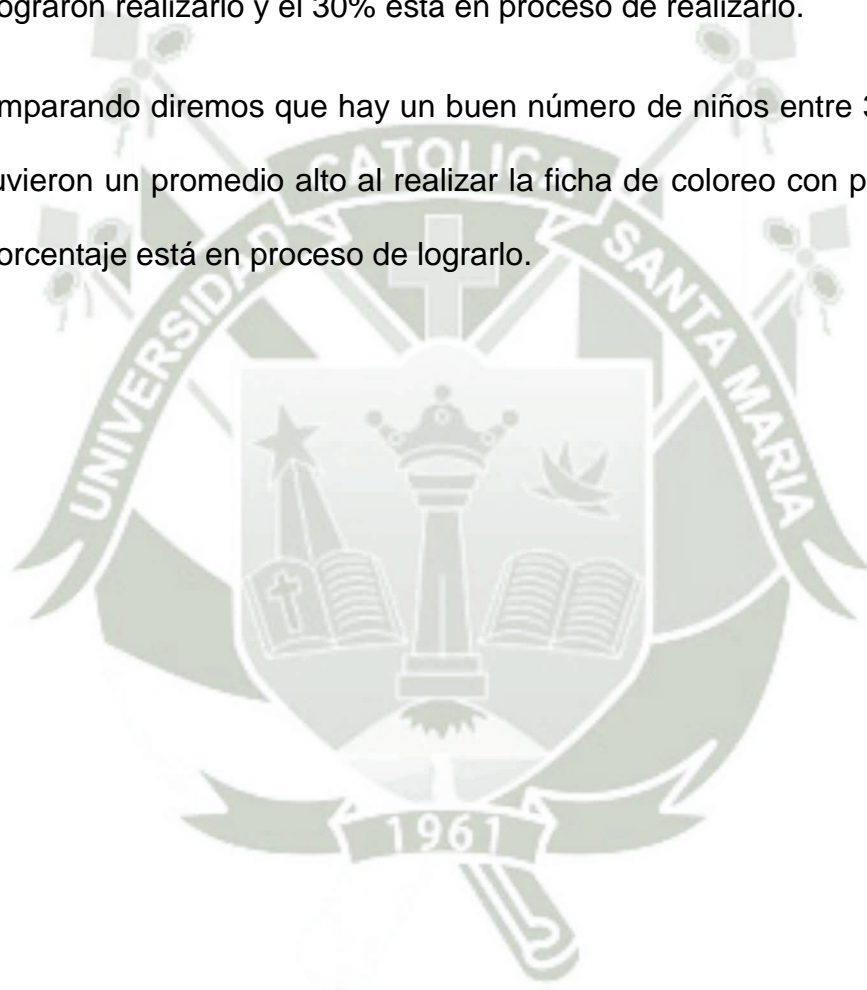 lograron realizarlo y el 30% está en proceso de realizarlo.
mparando diremos que hay un buen número de niños entre 3
uvieron un promedio alto al realizar la ficha de coloreo con p
orcentaje está en proceso de lograrlo.
UNIVERSIDAD CATOLICA SANTA MARIA
1961